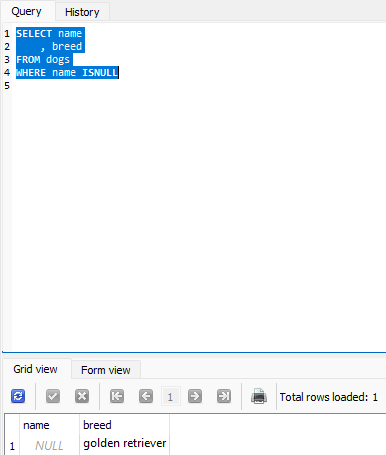 Query History
1 SELECT name
2 , breed
3 FROM dogs
4 WHERE name ISNULL
5
Grid view Form view
1 Total rows loaded: 1
name breed
1 NULL golden retriever